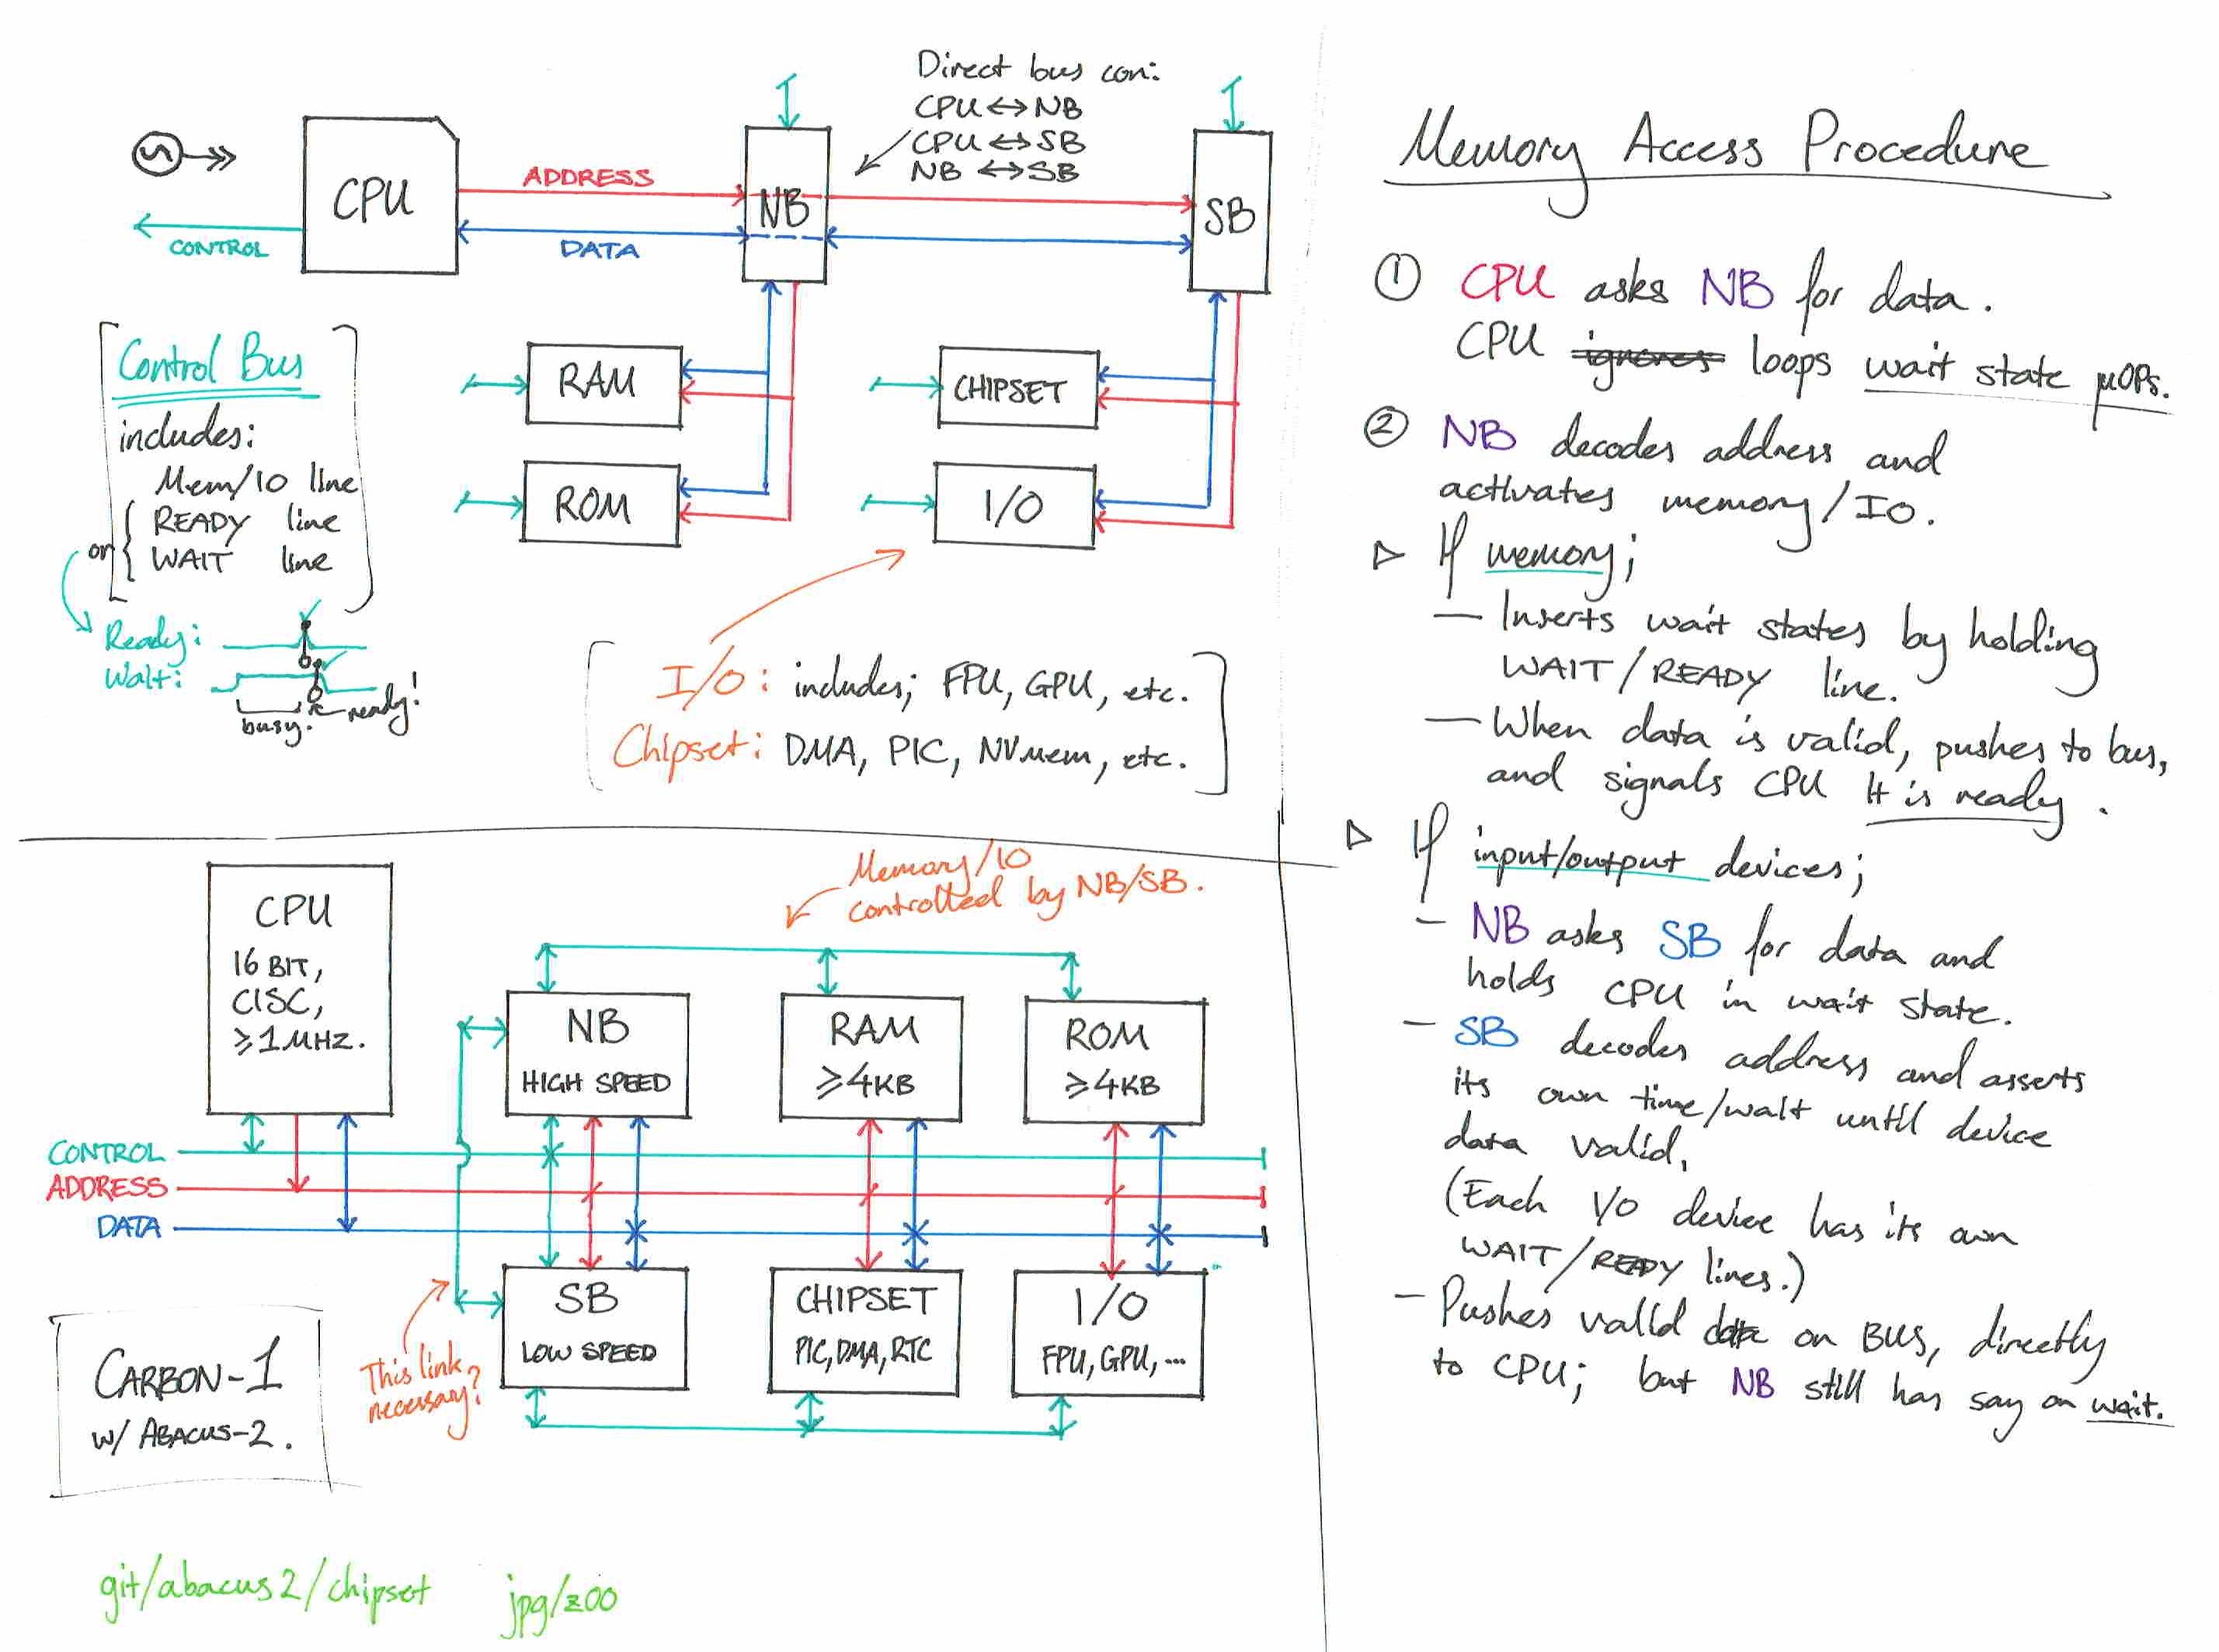 Direct bus con:
CPU ↔ NB
CPU ↔ SB
NB ↔ SB
CPU
ADDRESS
DATA
CONTROL
NB
SB
RAM
ROM
CHIPSET
I/O
Control Bus
includes:
Mem/IO line
or { READY line
WAIT line
Ready:
Wait:
busy.
ready!
I/O: includes; FPU, GPU, etc.
Chipset: DMA, PIC, NVMem, etc.
Memory/IO
controlled by NB/SB.
CPU
16 BIT,
CISC,
≥1MHZ.
NB
HIGH SPEED
RAM
≥4KB
ROM
≥4KB
CONTROL
ADDRESS
DATA
SB
LOW SPEED
CHIPSET
PIC, DMA, RTC
I/O
FPU, GPU, ...
This link
necessary?
CARBON-1
W/ ABACUS-2.
git/abacus2/chipset jpg/z00
Memory Access Procedure
① CPU asks NB for data.
CPU ignores loops wait state µOPs.
② NB decodes address and
activates memory/IO.
▷ If memory;
— Inserts wait states by holding
WAIT/READY line.
— When data is valid, pushes to bus,
and signals CPU it is ready.
▷ If input/output devices;
- NB asks SB for data and
holds CPU in wait state.
- SB decodes address and asserts
its own time/wait until device
data valid.
(Each I/O device has its own
WAIT/READY lines.)
- Pushes valid data on BUS, directly
to CPU; but NB still has say on wait.